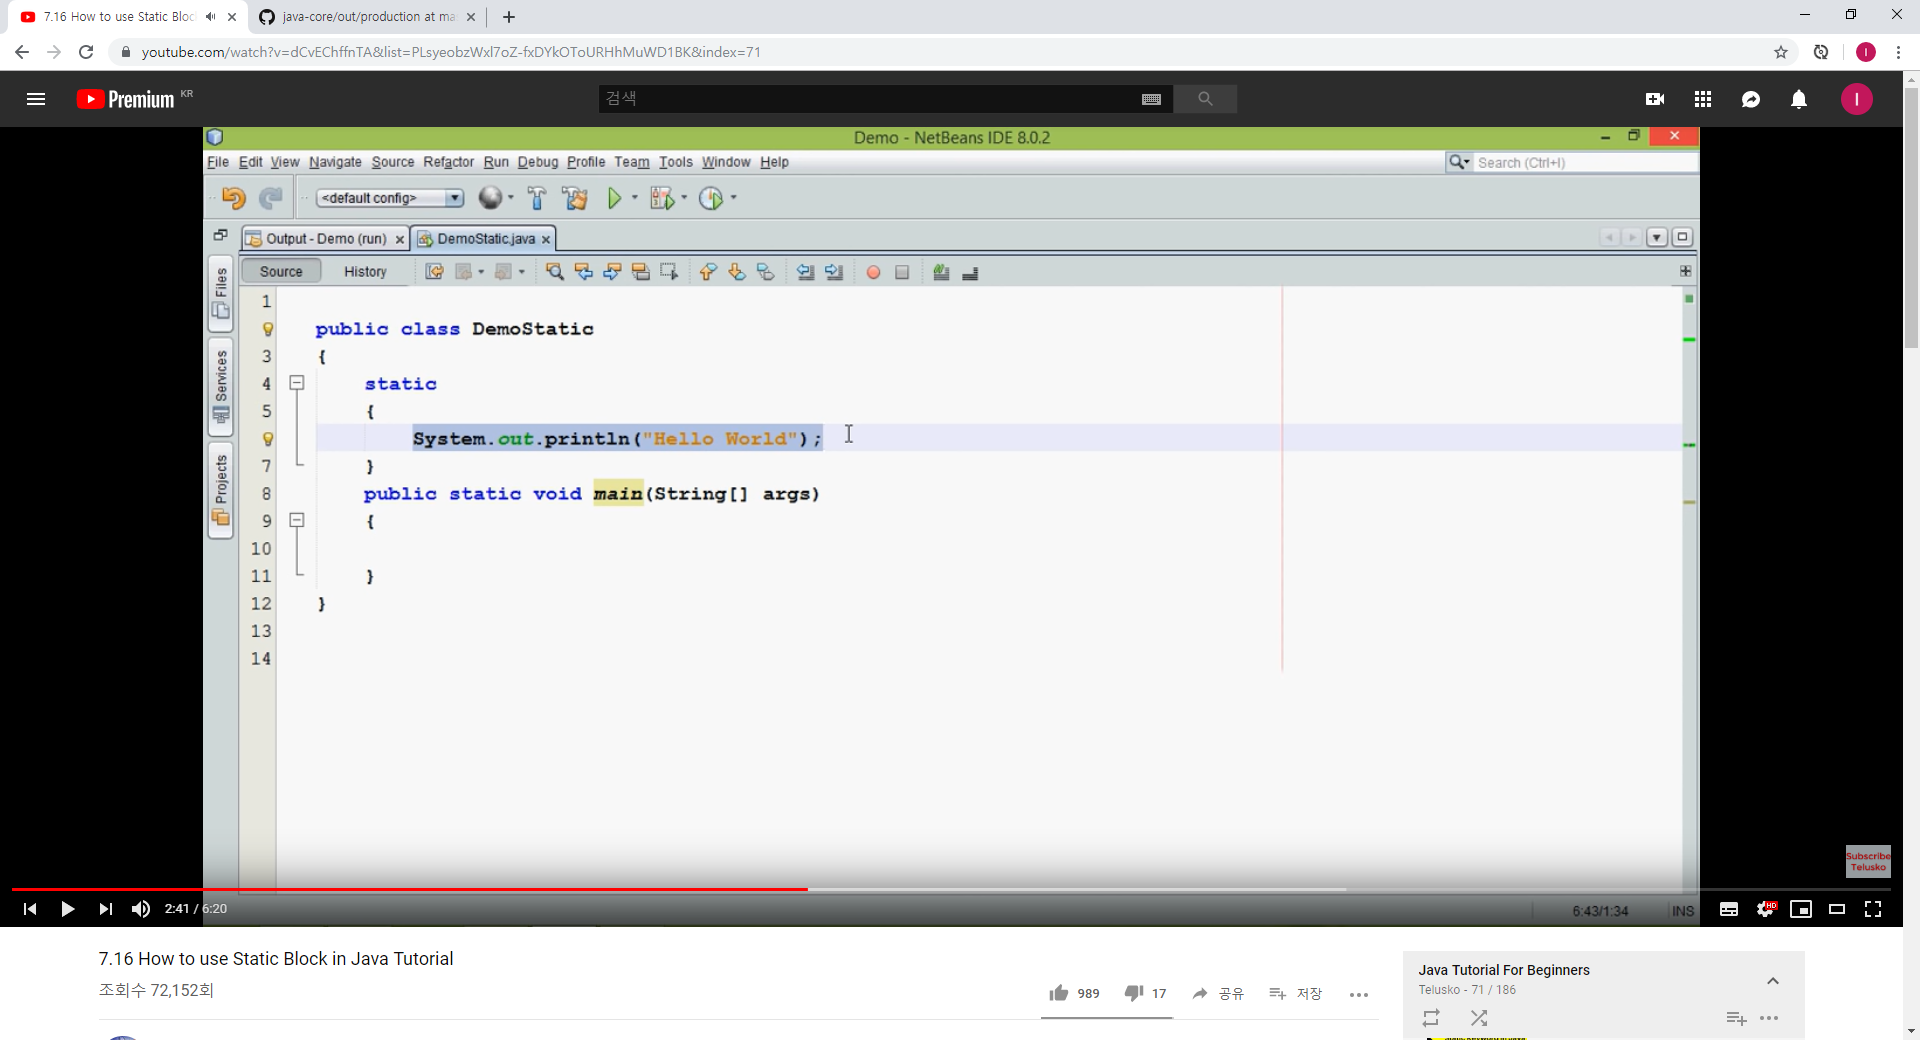 7.16 How to use Static Bloc
java-core/out/production at ma
youtube.com/watch?v=dCvEChffnTA&list=PLsyeobzWxl7oZ-fxDYkOToURHhMuWD1BK&index=71
I
Premium KR
검색
I
Demo - NetBeans IDE 8.0.2
File Edit View Navigate Source Refactor Run Debug Profile Team Tools Window Help
Search (Ctrl+I)
<default config>
Output - Demo (run)
DemoStatic.java
Source
History
Files
Services
Projects
1
public class DemoStatic
3 {
4 static
5 {
System.out.println("Hello World");
7 }
8 public static void main(String[] args)
9 {
10
11 }
12 }
13
14
Subscribe
Telusko
2:41 / 6:20
6:43/1:34
INS
HD
7.16 How to use Static Block in Java Tutorial
조회수 72,152회
989
17
공유
저장
Java Tutorial For Beginners
Telusko - 71 / 186